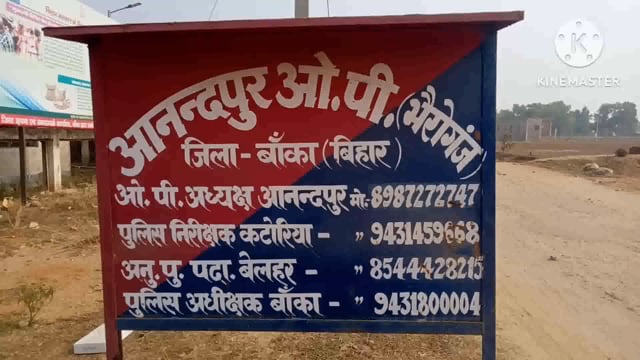 KINEMASTER
आनन्दपुर ओ.पी. (भैरोगंज)
जिला - बाँका (बिहार)
ओ. पी. अध्यक्ष आनन्दपुर मो:- 8987272747
पुलिस निरीक्षक कटोरिया - " 9431459668
अनु. पु. पदा. बेलहर - " 8544428215
पुलिस अधीक्षक बाँका - " 9431800004